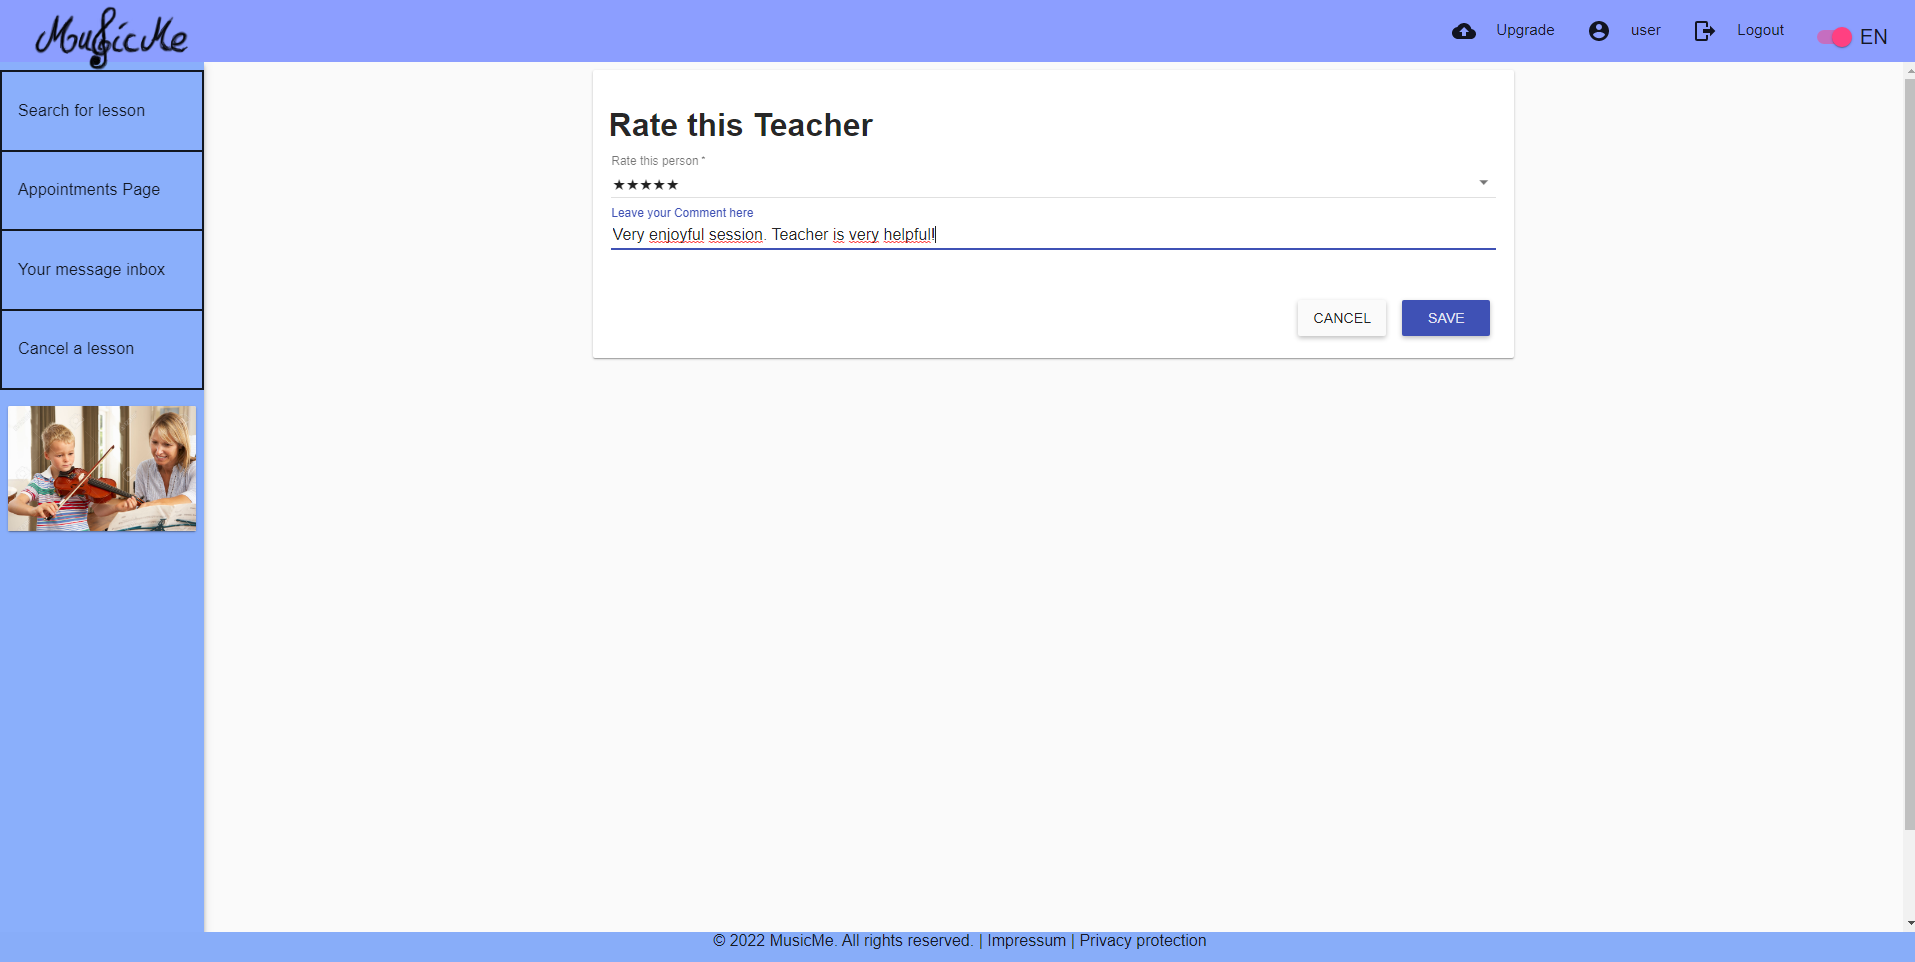 MusicMe
Upgrade
user
Logout
EN
Search for lesson
Appointments Page
Your message inbox
Cancel a lesson
Rate this Teacher
Rate this person *
★★★★★
Leave your Comment here
Very enjoyful session. Teacher is very helpful!
CANCEL
SAVE
© 2022 MusicMe. All rights reserved. | Impressum | Privacy protection